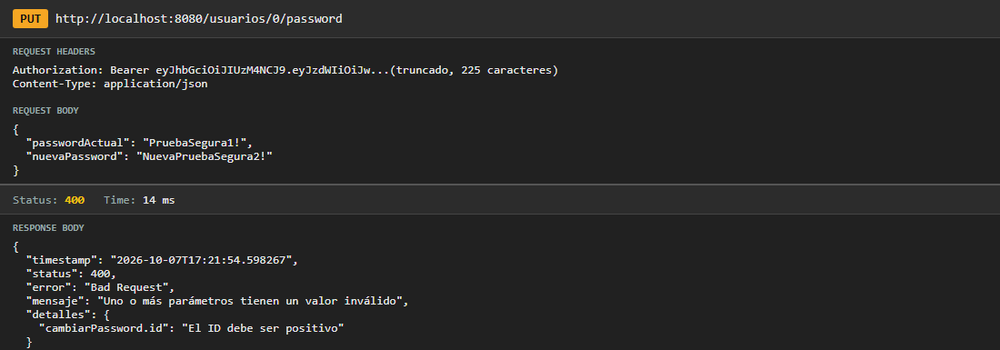 PUT http://localhost:8080/usuarios/0/password
REQUEST HEADERS
Authorization: Bearer eyJhbGciOiJIUzM4NCJ9.eyJzdWIiOiJw...(truncado, 225 caracteres)
Content-Type: application/json
REQUEST BODY
{
  "passwordActual": "PruebaSegura1!",
  "nuevaPassword": "NuevaPruebaSegura2!"
}
Status: 400 Time: 14 ms
RESPONSE BODY
{
  "timestamp": "2026-10-07T17:21:54.598267",
  "status": 400,
  "error": "Bad Request",
  "mensaje": "Uno o más parámetros tienen un valor inválido",
  "detalles": {
    "cambiarPassword.id": "El ID debe ser positivo"
  }